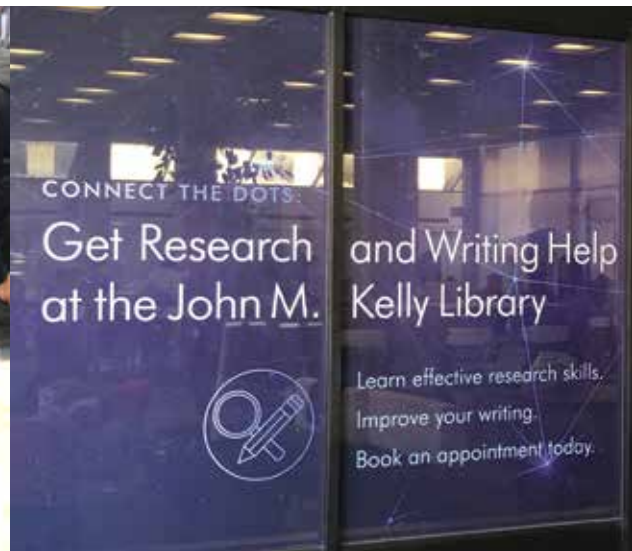 CONNECT THE DOTS:
Get Research and Writing Help
at the John M. Kelly Library
Learn effective research skills.
Improve your writing.
Book an appointment today.